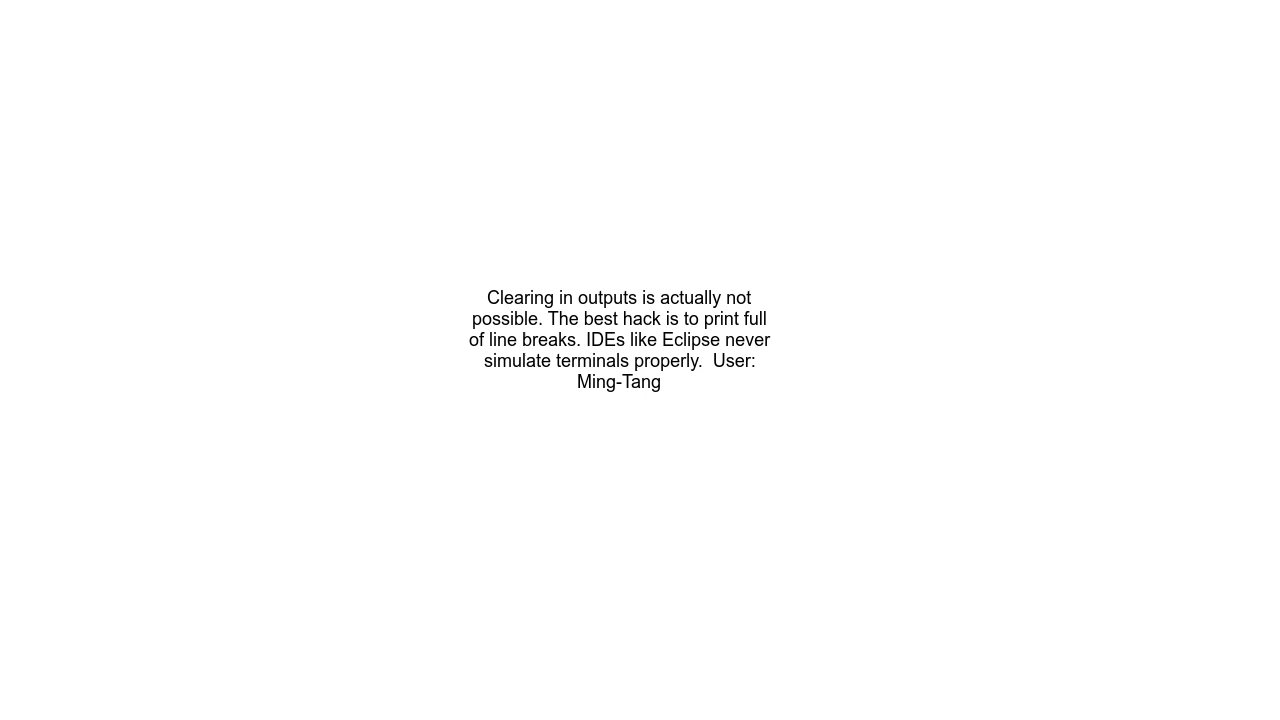 Clearing in outputs is actually not
possible. The best hack is to print full
of line breaks. IDEs like Eclipse never
simulate terminals properly.  User:
Ming-Tang